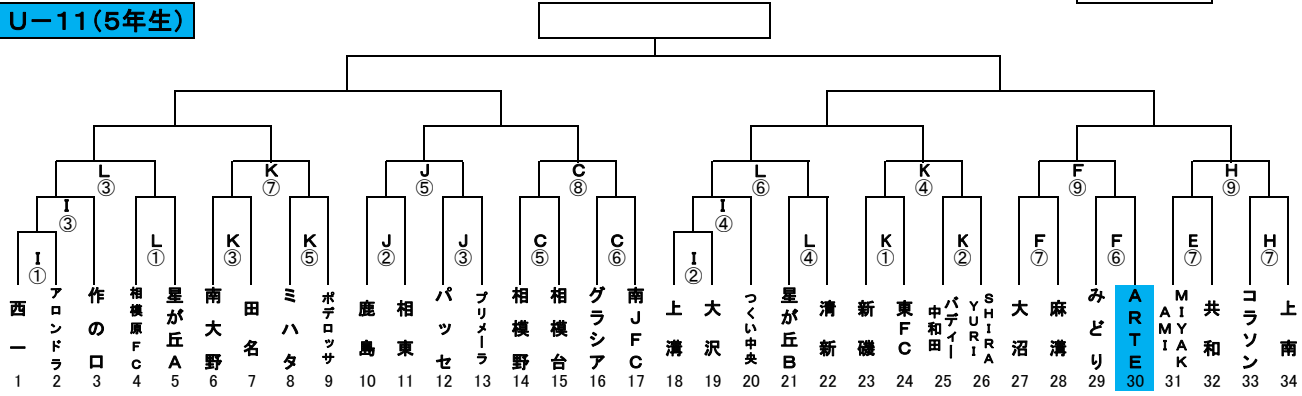 U－11(5年生)
L
K
J
C
L
K
F
H
③
⑦
⑤
⑧
⑥
④
⑨
⑨
I
③
I
④
L
①
K
③
K
⑤
J
②
J
③
C
⑤
C
⑥
L
④
K
①
K
②
F
⑦
F
⑥
E
⑦
H
⑦
I
①
I
②
西一
アロンドラ
作の口
相模原FC
星が丘A
南大野
田名
ミハタ
ポデロッサ
鹿島
相東
パッセ
プリメーラ
相模野
相模台
グラシア
南JFC
上溝
大沢
つくい中央
星が丘B
清新
新磯
東FC
バディー
中和田
SHIRA
YURI
大沼
麻溝
みどり
ARTE
MIYAK
AMI
共和
コラソン
上南
1 2 3 4 5 6 7 8 9 10 11 12 13 14 15 16 17 18 19 20 21 22 23 24 25 26 27 28 29 30 31 32 33 34